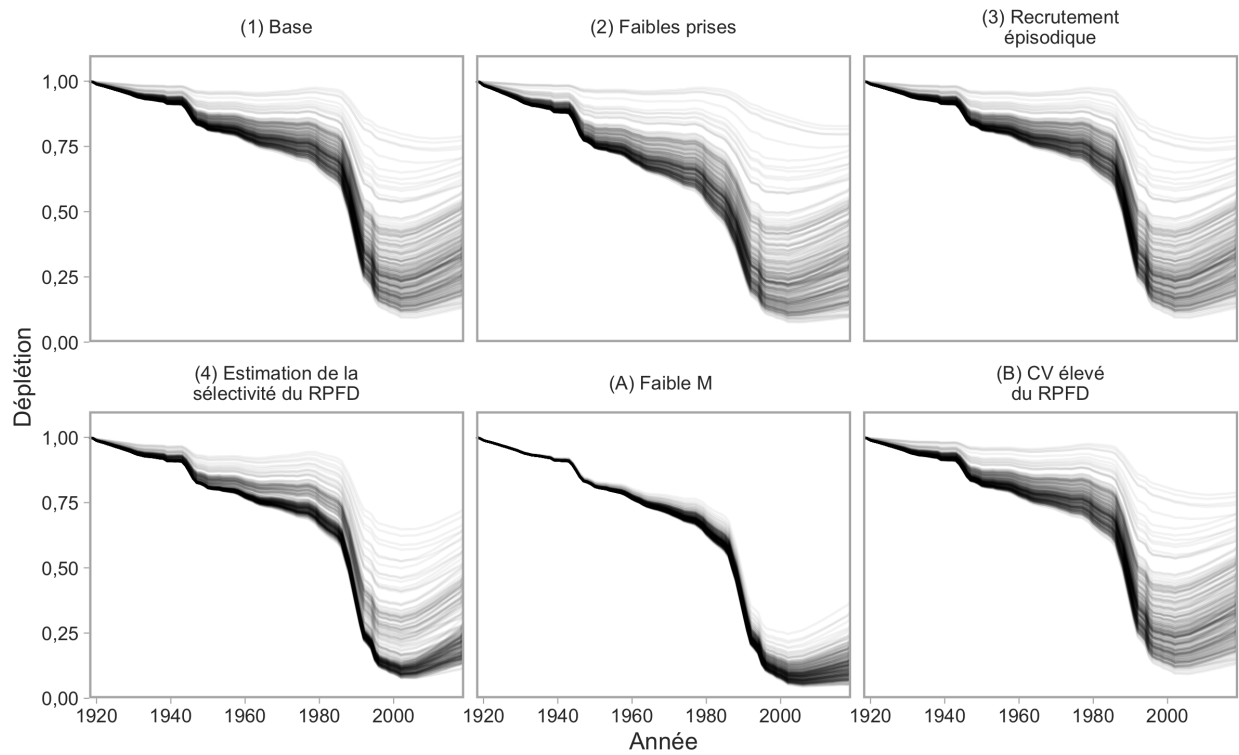 (1) Base
(2) Faibles prises
(3) Recrutement
épisodique
1,00
0,75
0,50
0,25
0,00
Déplétion
(4) Estimation de la
sélectivité du RPFD
(A) Faible M
(B) CV élevé
du RPFD
1,00
0,75
0,50
0,25
0,00
1920 1940 1960 1980 2000
1920 1940 1960 1980 2000
1920 1940 1960 1980 2000
Année